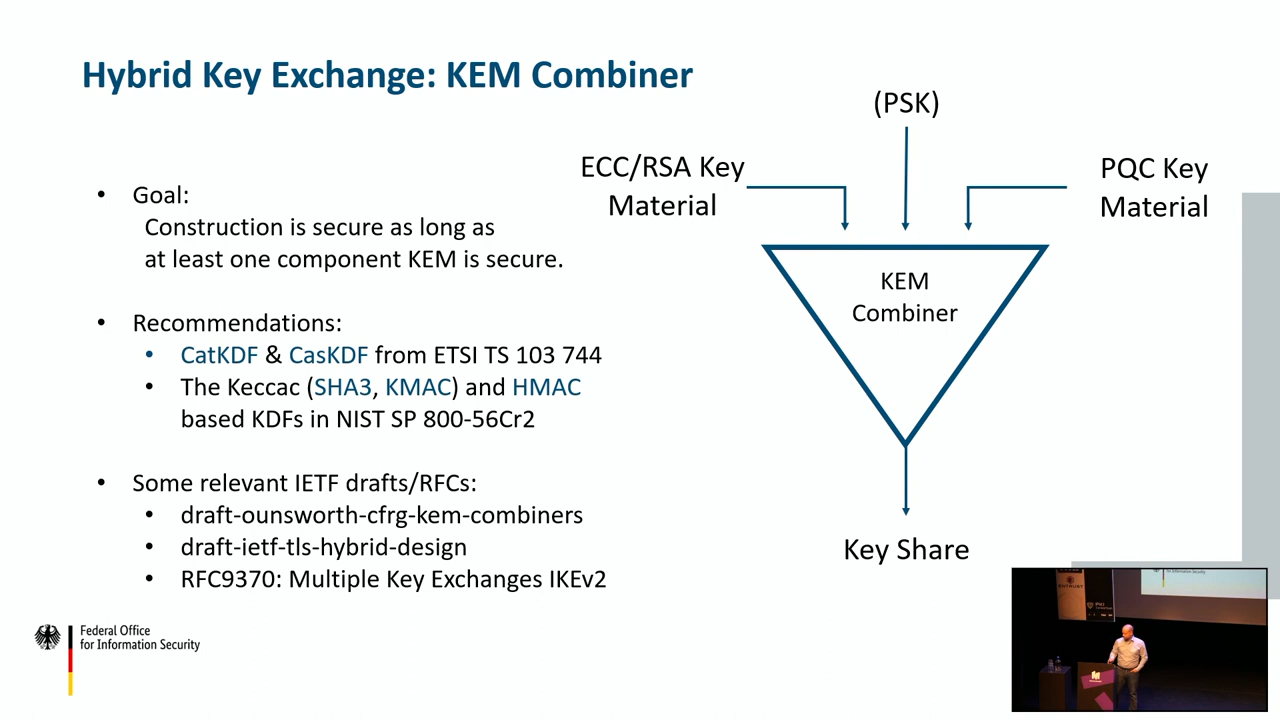 Hybrid Key Exchange: KEM Combiner
• Goal:
Construction is secure as long as
at least one component KEM is secure.
• Recommendations:
• CatKDF & CasKDF from ETSI TS 103 744
• The Keccac (SHA3, KMAC) and HMAC
based KDFs in NIST SP 800-56Cr2
• Some relevant IETF drafts/RFCs:
• draft-ounsworth-cfrg-kem-combiners
• draft-ietf-tls-hybrid-design
• RFC9370: Multiple Key Exchanges IKEv2
(PSK)
ECC/RSA Key
Material
PQC Key
Material
KEM
Combiner
Key Share
Federal Office
for Information Security
for Information Security
ENTRUST